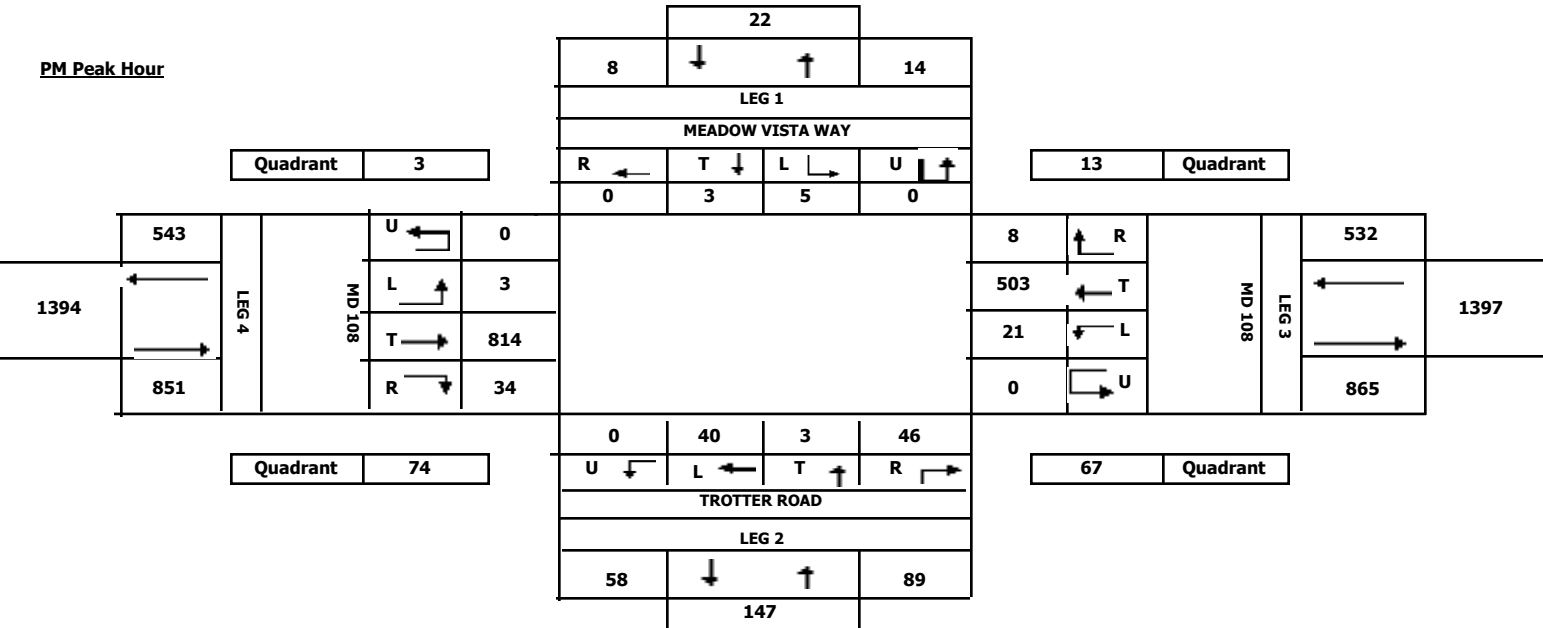 22
PM Peak Hour
8 14
LEG 1
MEADOW VISTA WAY
Quadrant 3
R T L U
13 Quadrant
0 3 5 0
543 U 0 8 R 532
1394 LEG 4 MD 108 L 3 503 T MD 108 LEG 3 1397
T 814 21 L
851 R 34 0 U 865
0 40 3 46
Quadrant 74
U L T R
67 Quadrant
TROTTER ROAD
LEG 2
58 89
147